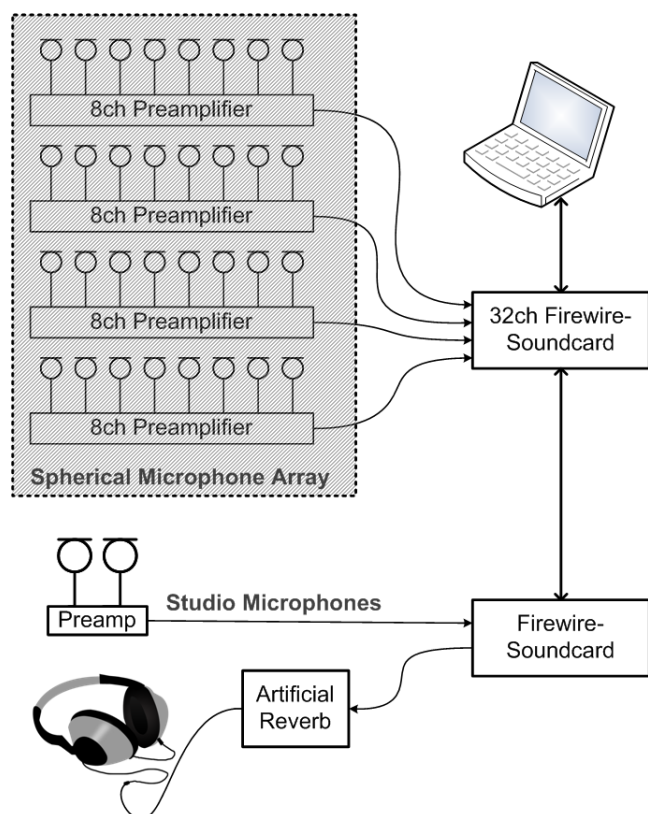 8ch Preamplifier
8ch Preamplifier
8ch Preamplifier
8ch Preamplifier
Spherical Microphone Array
32ch Firewire-
Soundcard
Preamp
Studio Microphones
Firewire-
Soundcard
Artificial
Reverb